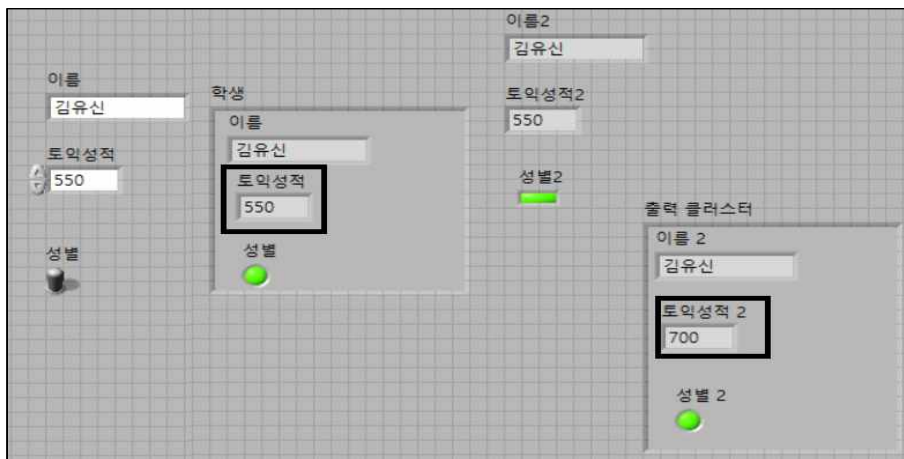 이름
김유신
토익성적
550
성별
학생
이름
김유신
토익성적
550
성별
이름2
김유신
토익성적2
550
성별2
출력 클러스터
이름 2
김유신
토익성적 2
700
성별 2